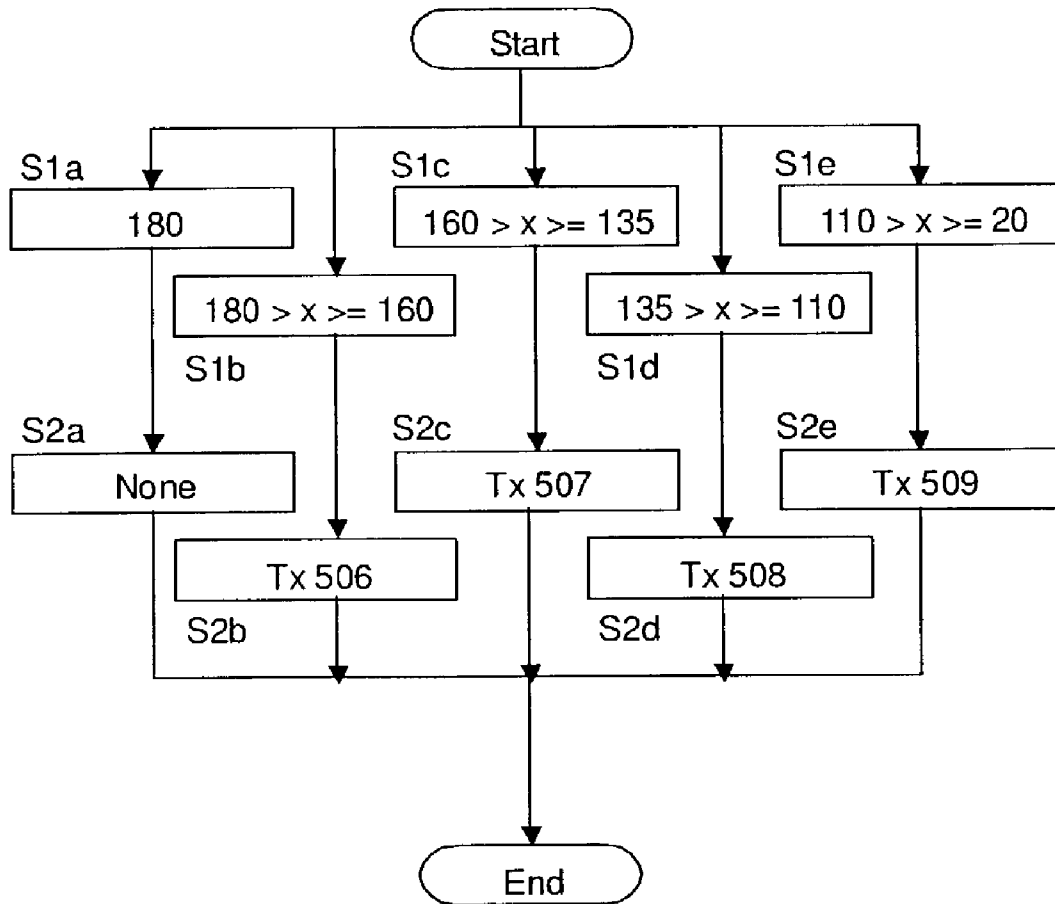 Start
S1a
S1c
S1e
180
160 > x >= 135
110 > x >= 20
180 > x >= 160
135 > x >= 110
S1b
S1d
S2a
S2c
S2e
None
Tx 507
Tx 509
Tx 506
Tx 508
S2b
S2d
End